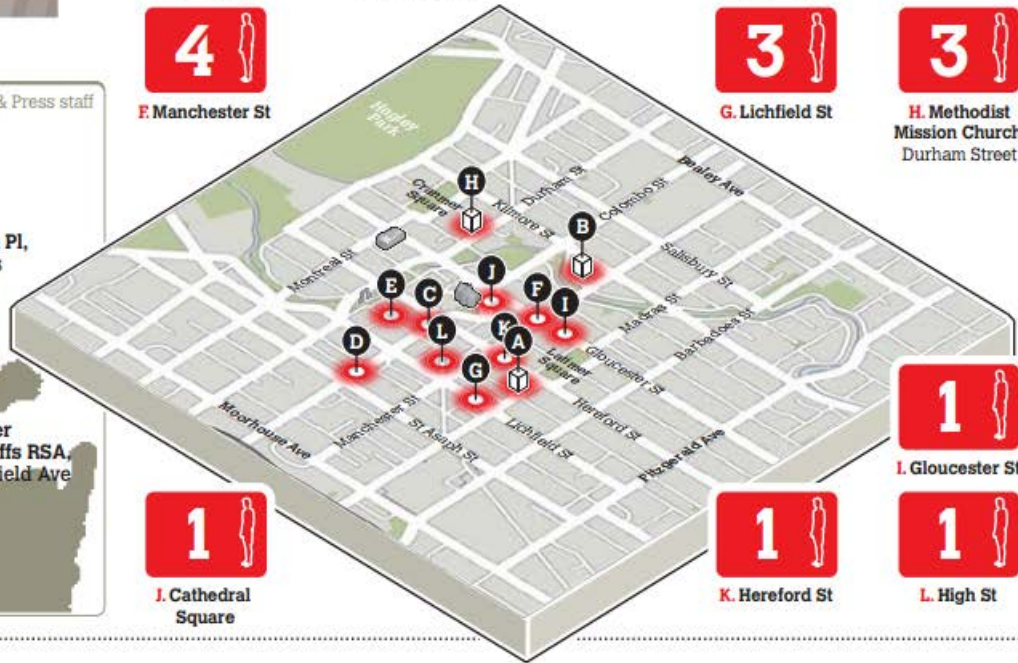 & Press staff
Pl,
ffs RSA,
ield Ave
4
F. Manchester St
3
G. Lichfield St
3
H. Methodist
Mission Church
Durham Street
Hagley
Park
Cranmer
Square
Durham St
Kilmore St
Colombo St
Bealey Ave
Salisbury St
Montreal St
Madras St
Barbadoes St
Gloucester St
Latimer
Square
Hereford St
Lichfield St
Fitzgerald Ave
Manchester St
St Asaph St
Moorhouse Ave
H
B
J
E
C
F
I
L
K
A
D
G
1
I. Gloucester St
1
J. Cathedral
Square
1
K. Hereford St
1
L. High St